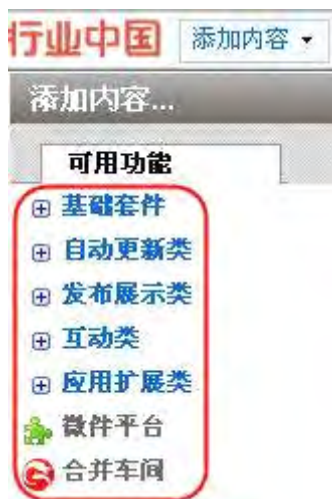 行业中国 添加内容
添加内容...
可用功能
基础套件
自动更新类
发布展示类
互动类
应用扩展类
微件平台
合并车间